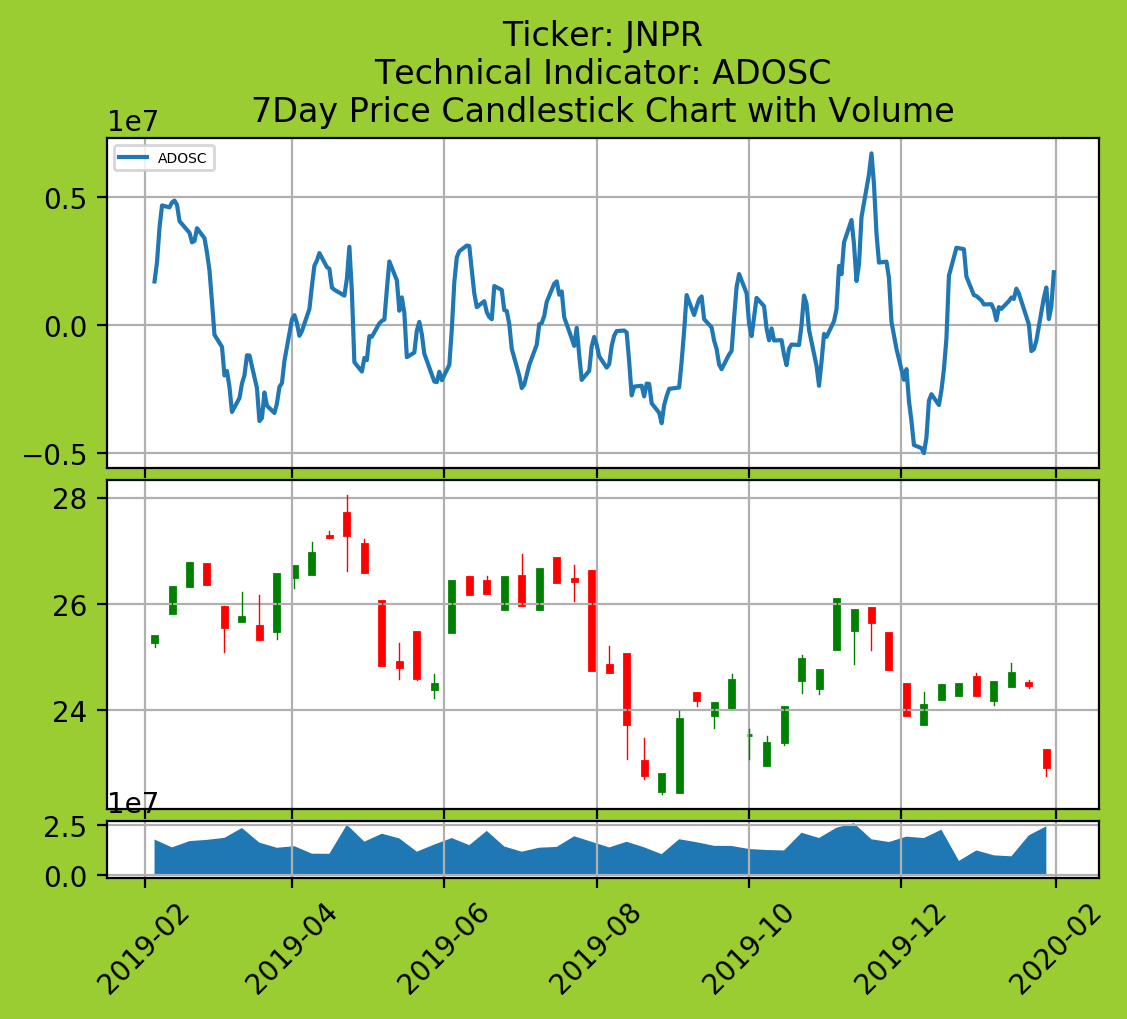 Ticker: JNPR
Technical Indicator: ADOSC
7Day Price Candlestick Chart with Volume
1e7
ADOSC
0.5
0.0
−0.5
28
26
24
1e7
2.5
0.0
2019-02 2019-04 2019-06 2019-08 2019-10 2019-12 2020-02